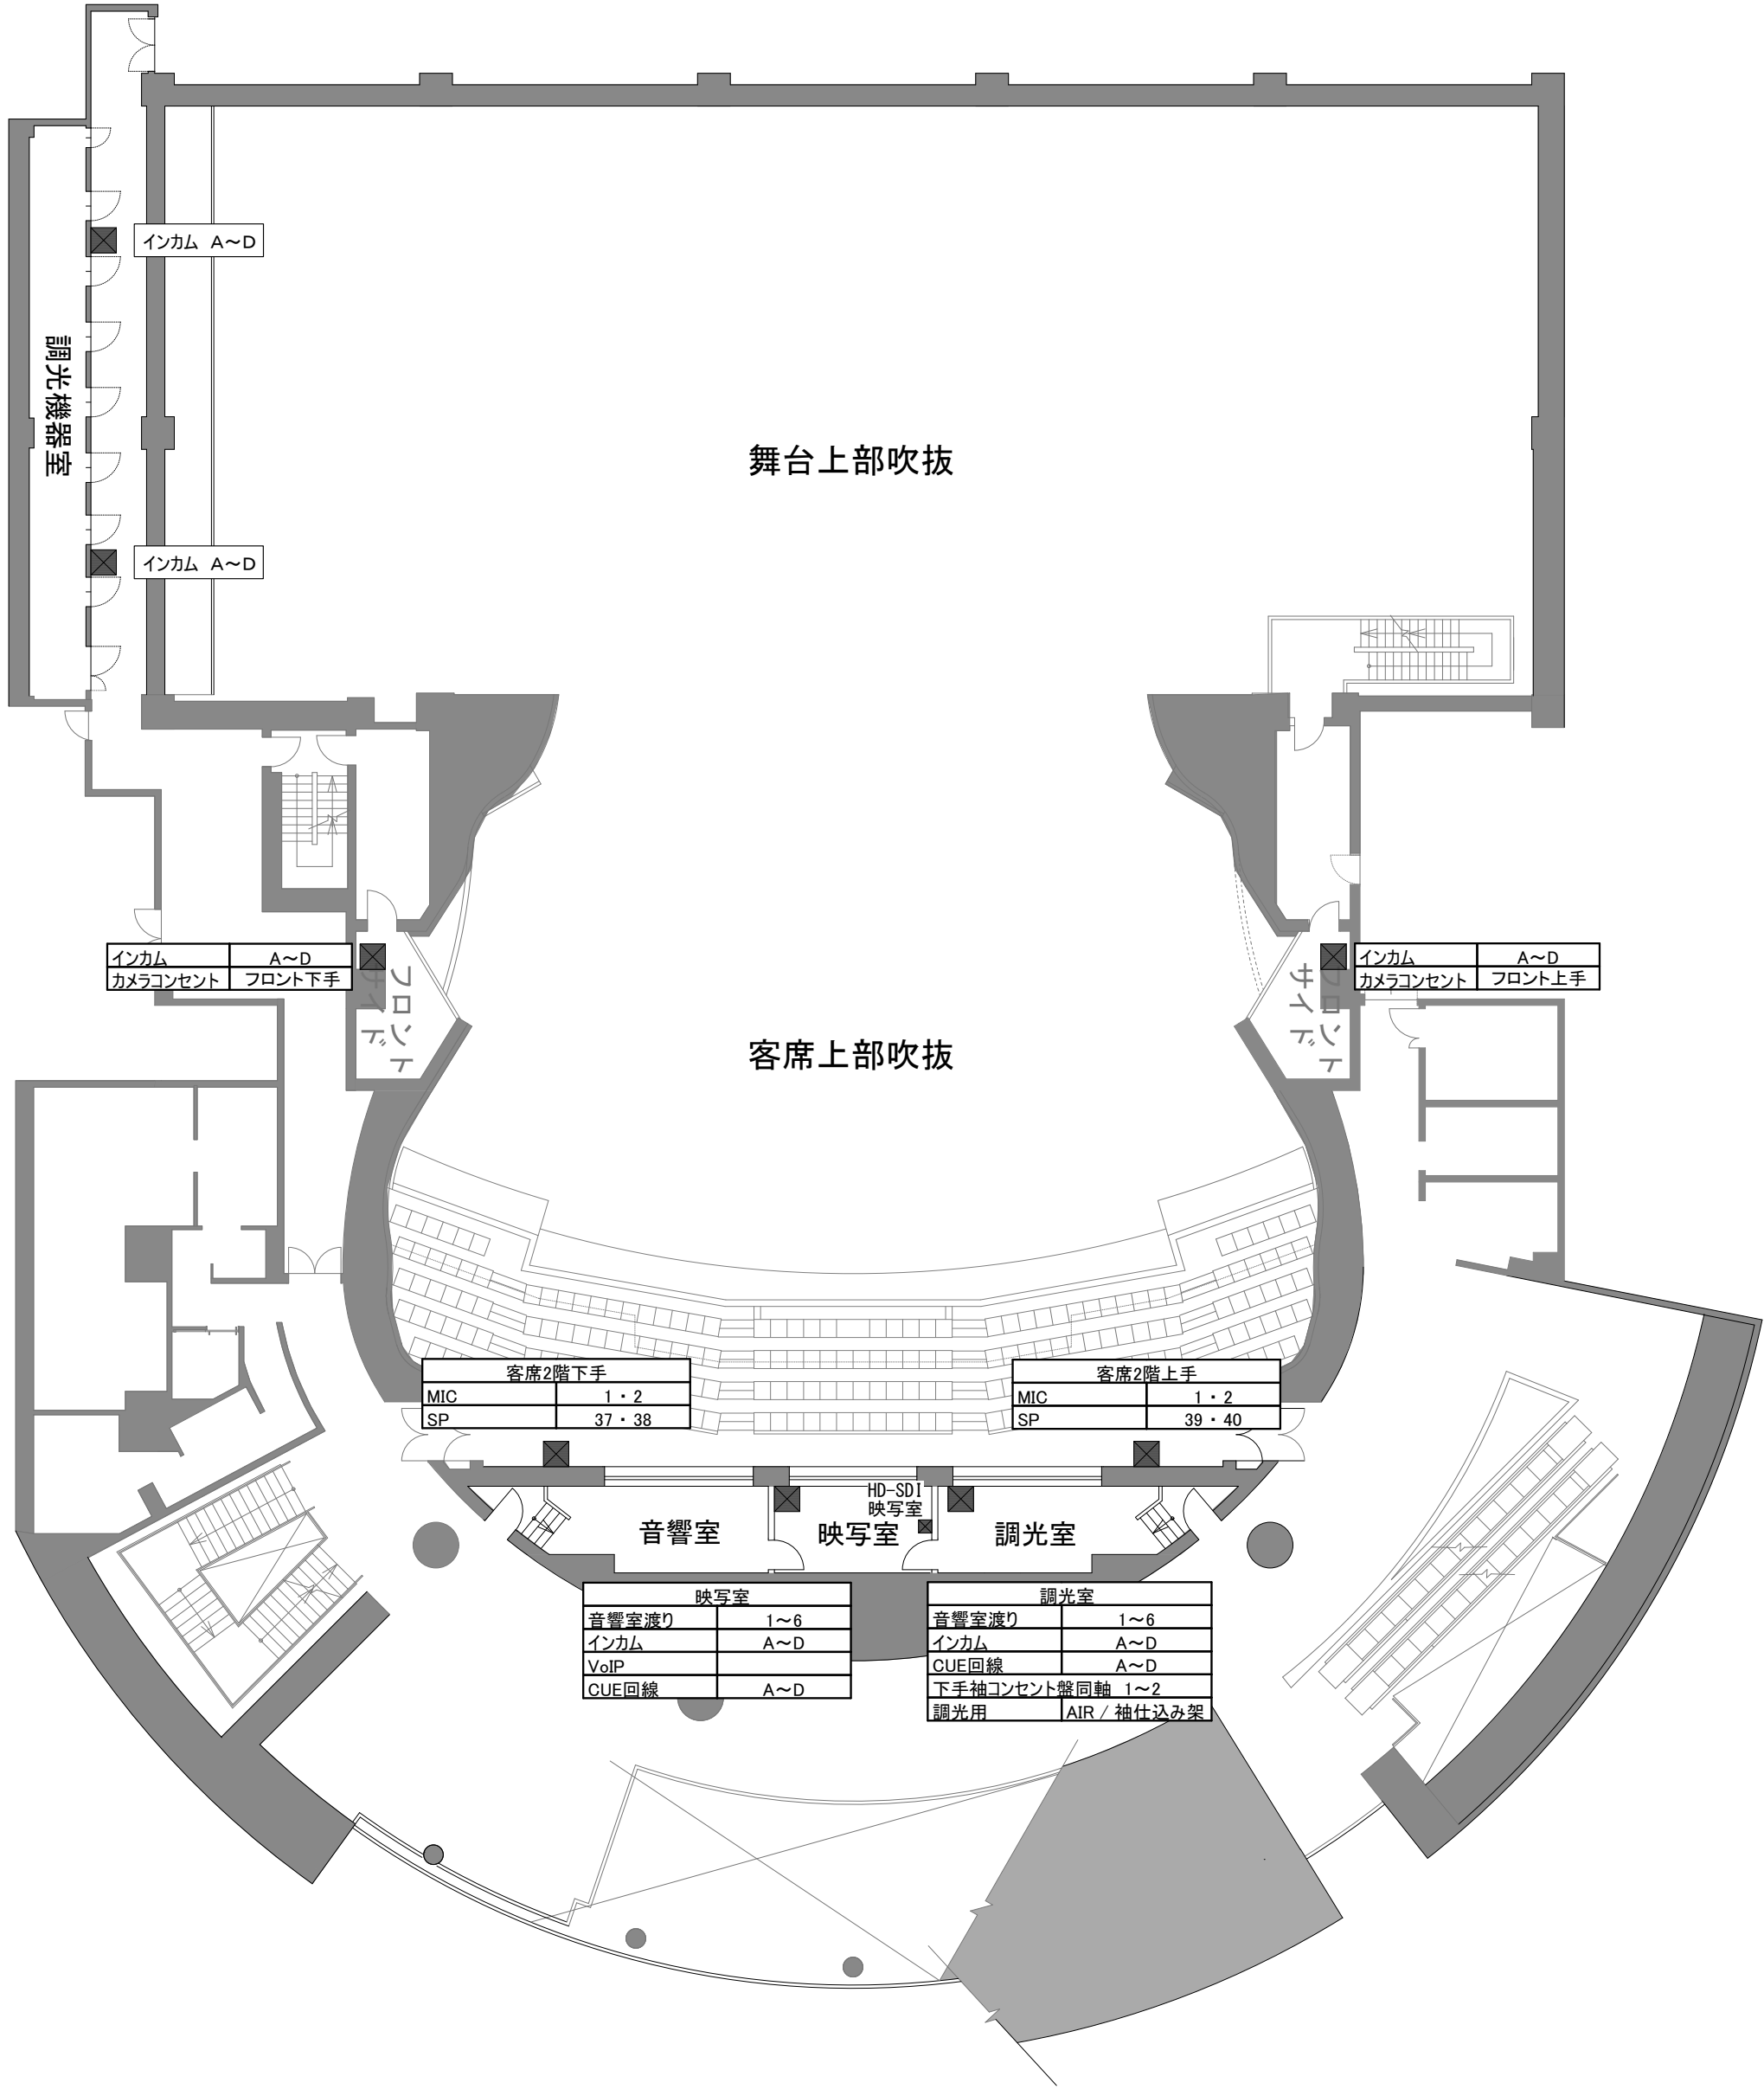 インカム A～D
調光機器室
舞台上部吹抜
インカム A～D
インカム A～D
カメラコンセント フロント下手
フロント
サイド
インカム A～D
カメラコンセント フロント上手
フロント
サイド
客席上部吹抜
客席2階下手
MIC 1・2
SP 37・38
客席2階上手
MIC 1・2
SP 39・40
HD-SDI
映写室
音響室
映写室
調光室
映写室
音響室渡り 1～6
インカム A～D
VoIP
CUE回線 A～D
調光室
音響室渡り 1～6
インカム A～D
CUE回線 A～D
下手袖コンセント盤同軸 1～2
調光用 AIR / 袖仕込み架